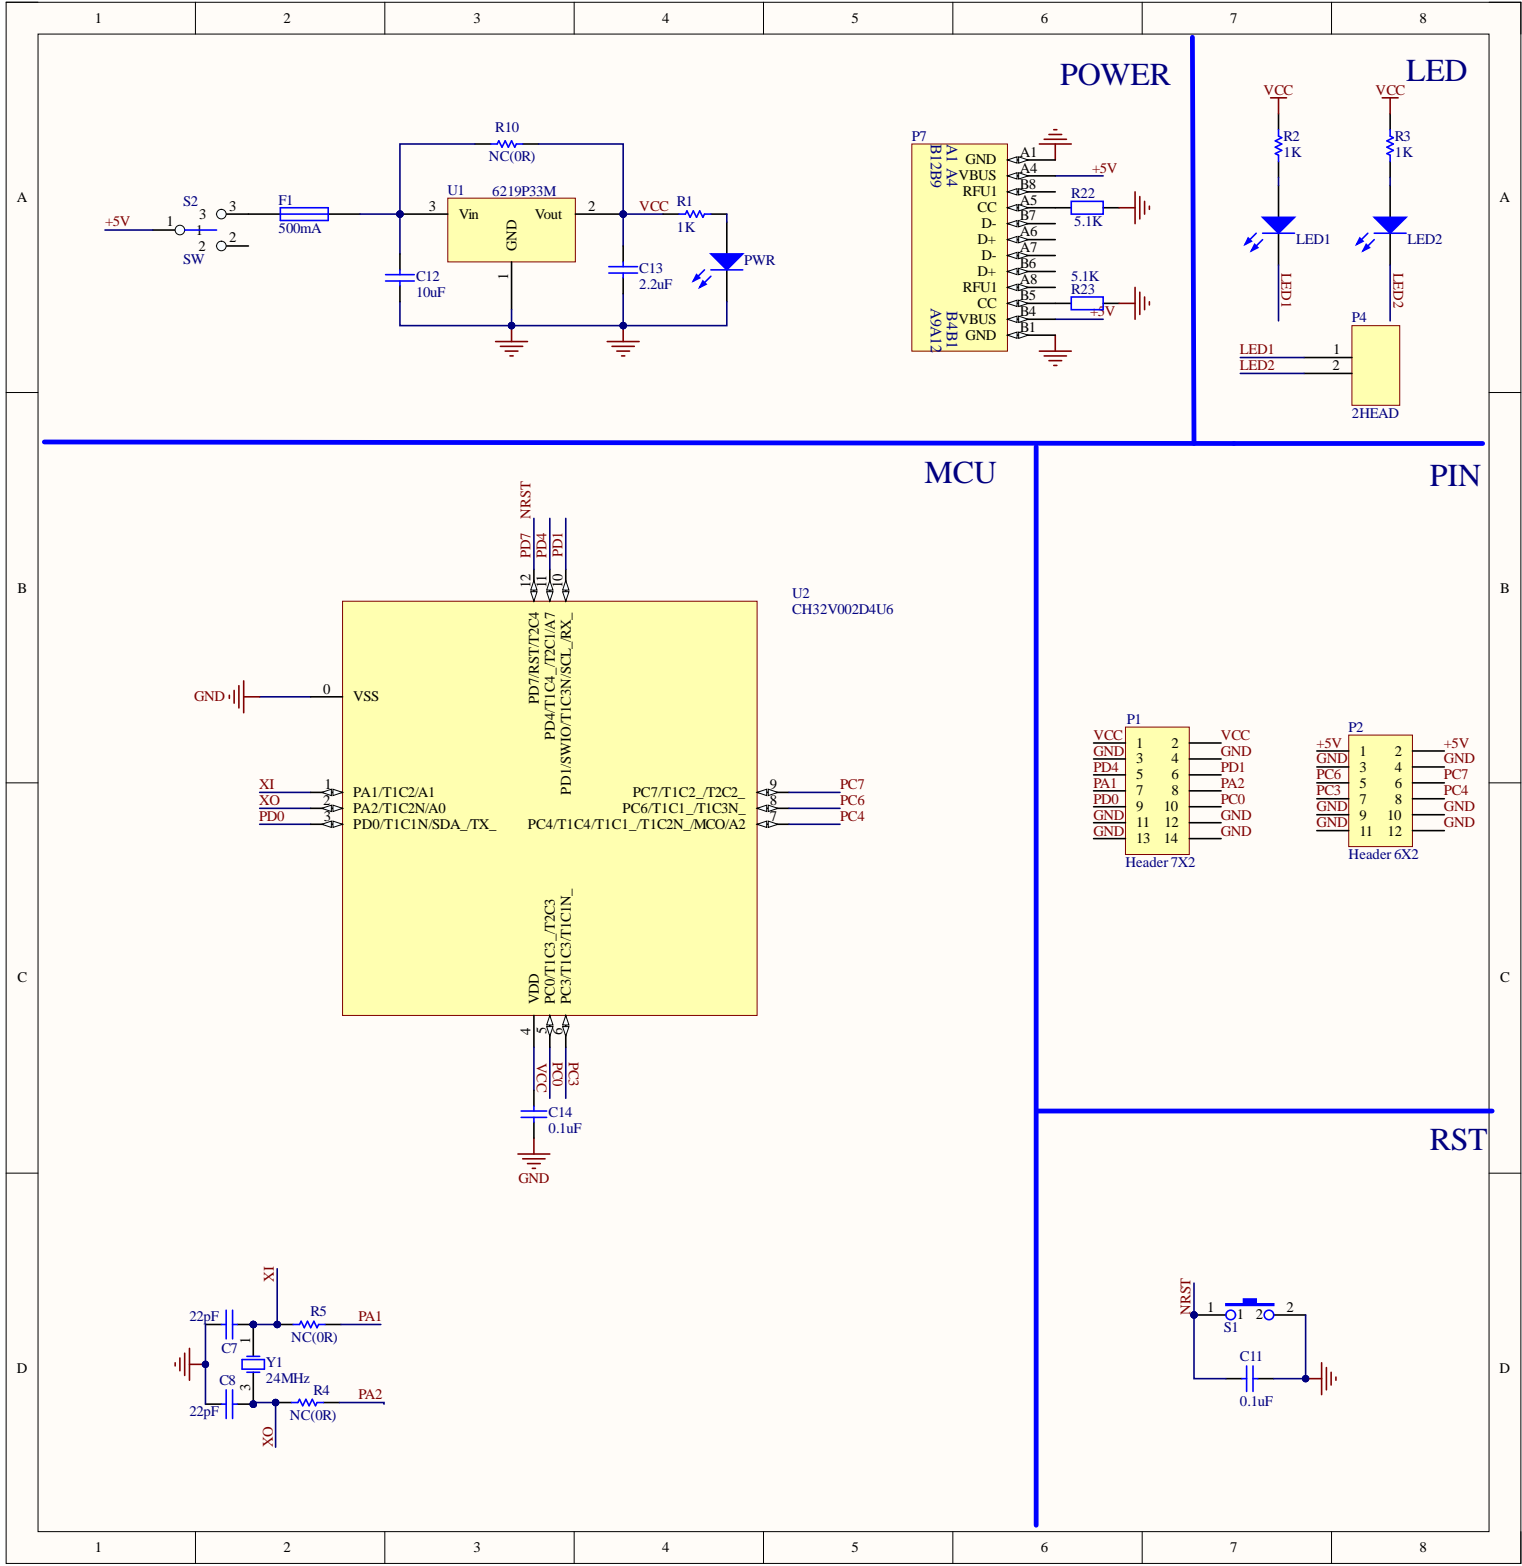 1 2 3 4 5 6 7 8
A
B
C
D
A
B
C
D
1 2 3 4 5 6 7 8
POWER
R10
NC(0R)
U1 6219P33M
3 Vin Vout 2
GND
1
S2
+5V 1 3 3
1
2 2
SW
F1
500mA
VCC
R1
1K
PWR
C12
10uF
C13
2.2uF
P7
A1 A4
B12B9
B4B1
A9A12
GND A1
VBUS A4 +5V
RFU1 B8
CC A5 R22
5.1K
D- B7
D+ A6
D- A7
D+ B6
RFU1 A8
5.1K
CC B5 R23
VBUS B4 +5V
GND B1
LED
VCC VCC
R2
1K
R3
1K
LED1
LED2
LED1
LED2
P4
LED1 1
LED2 2
2HEAD
MCU
NRST
PD7
PD4
PD1
12
11
10
U2
CH32V002D4U6
PD7/RST/T2C4
PD4/T1C4_/T2C1/A7
PD1/SWIO/T1C3N/SCL_/RX_
GND 0 VSS
XI 1 PA1/T1C2/A1
XO 2 PA2/T1C2N/A0
PD0 3 PD0/T1C1N/SDA_/TX_
PC7/T1C2_/T2C2_ 9 PC7
PC6/T1C1_/T1C3N_ 8 PC6
PC4/T1C4/T1C1_/T1C2N_/MCO/A2 7 PC4
VDD
PC0/T1C3_/T2C3
PC3/T1C3/T1C1N_
4
5
6
VCC
PC0
PC3
C14
0.1uF
GND
XI
22pF
C7
R5
NC(0R)
PA1
1
Y1
24MHz
3
C8
22pF
R4
NC(0R)
PA2
XO
PIN
P1
VCC 1 2 VCC
GND 3 4 GND
PD4 5 6 PD1
PA1 7 8 PA2
PD0 9 10 PC0
GND 11 12 GND
GND 13 14 GND
Header 7X2
P2
+5V 1 2 +5V
GND 3 4 GND
PC6 5 6 PC7
PC3 7 8 PC4
GND 9 10 GND
GND 11 12 GND
Header 6X2
RST
NRST
1 1 2 2
S1
C11
0.1uF